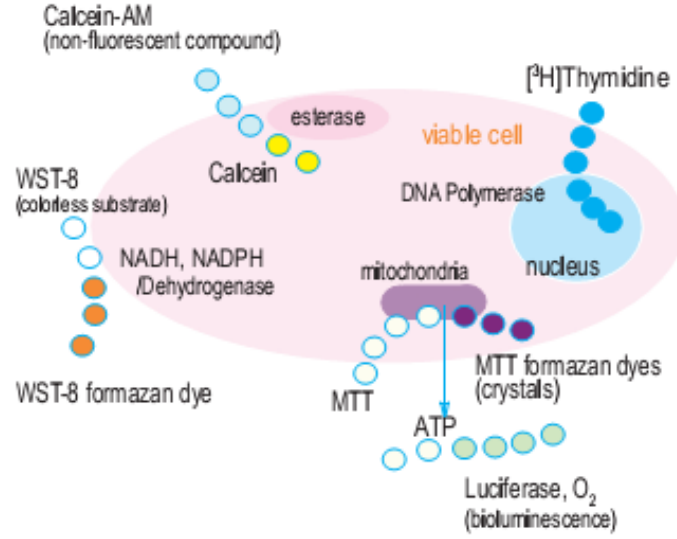 Calcein-AM
(non-fluorescent compound)
[³H]Thymidine
esterase
viable cell
Calcein
WST-8
(colorless substrate)
DNA Polymerase
NADH, NADPH
/Dehydrogenase
mitochondria
nucleus
WST-8 formazan dye
MTT
MTT formazan dyes
(crystals)
ATP
Luciferase, O₂
(bioluminescence)